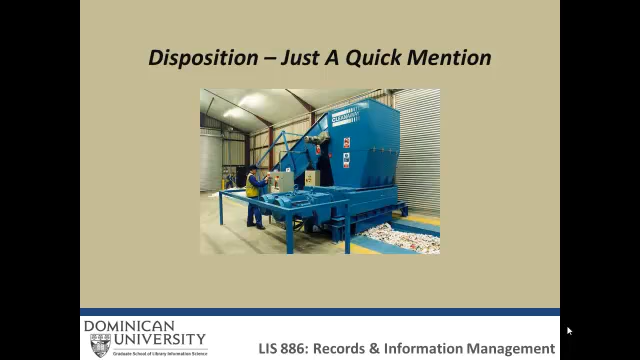 Disposition – Just A Quick Mention
DOMINICAN
UNIVERSITY
Graduate School of Library Information Science
LIS 886: Records & Information Management